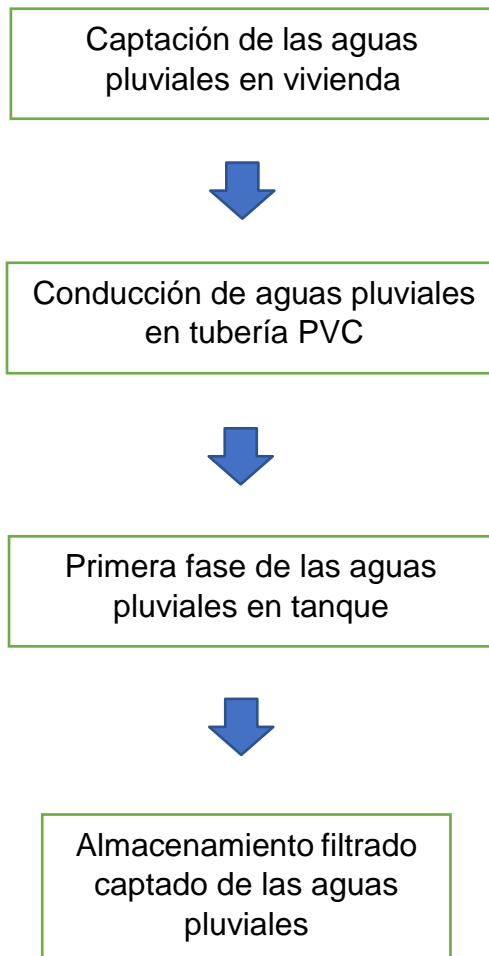 Captación de las aguas
pluviales en vivienda
Conducción de aguas pluviales
en tubería PVC
Primera fase de las aguas
pluviales en tanque
Almacenamiento filtrado
captado de las aguas
pluviales